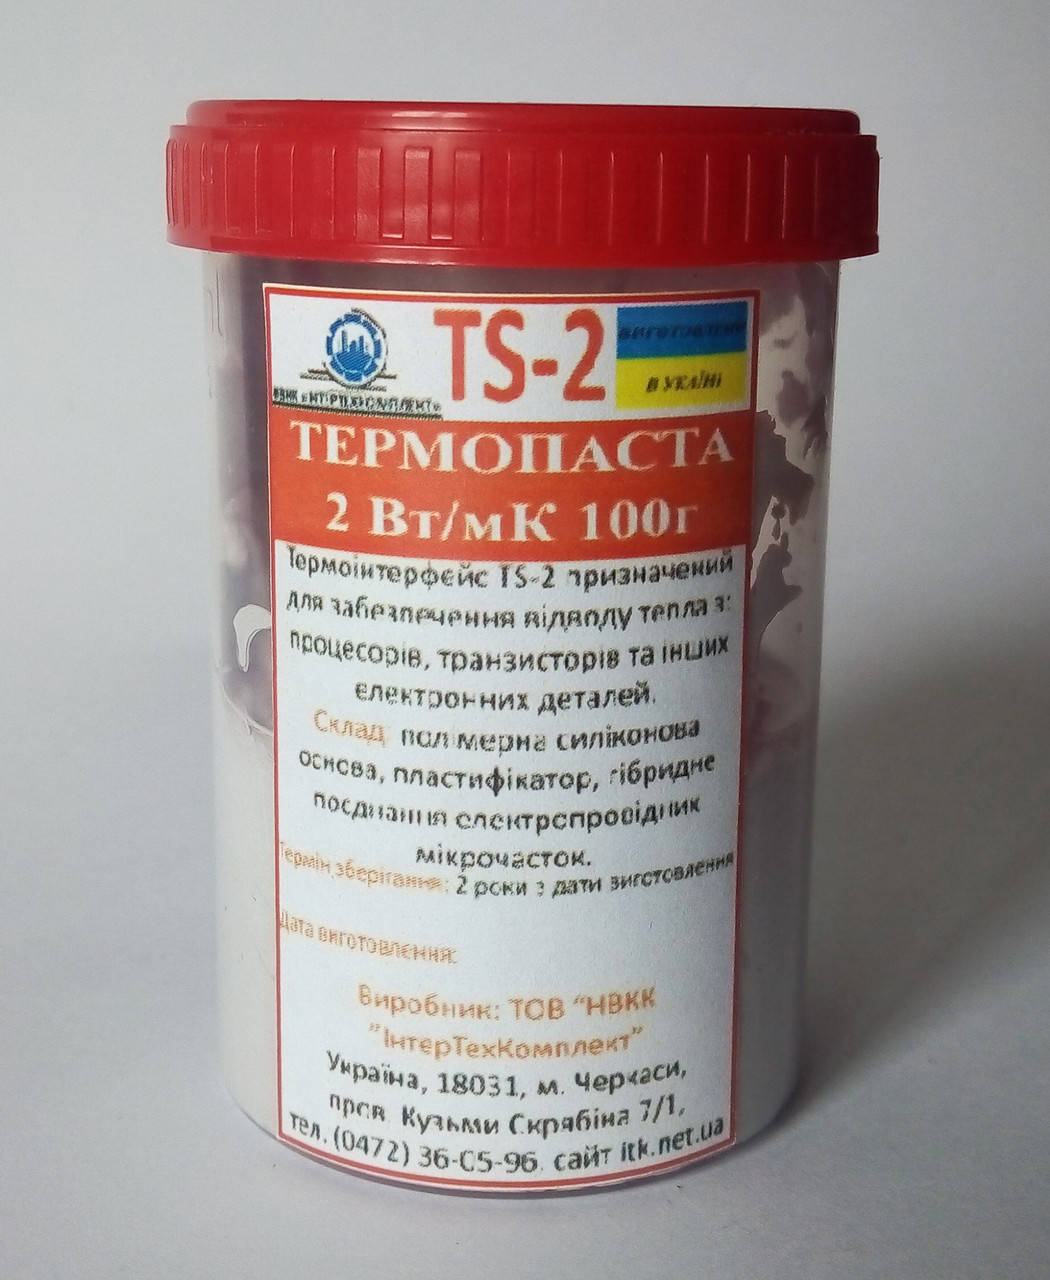 TS-2
ВИГОТОВЛЕНО
В УКАЇНІ
НВКК «ІНТЕРТЕХКОМПЛЕКТ»
ТЕРМОПАСТА
2 Вт/мК 100г
Термоінтерфейс TS-2 призначений
для забезпечення відводу тепла з:
процесорів, транзисторів та інших
електронних деталей.
Склад: полімерна силіконова
основа, пластифікатор, гібридне
поєднання електропровідник
мікрочасток.
Термін зберігання: 2 роки з дати виготовлення
Дата виготовлення:
Виробник: ТОВ "НВКК
"ІнтерТехКомплект"
Україна, 18031, м. Черкаси,
просп. Кузьми Скрябіна 7/1,
тел. (0472) 36-05-96. сайт itk.net.ua